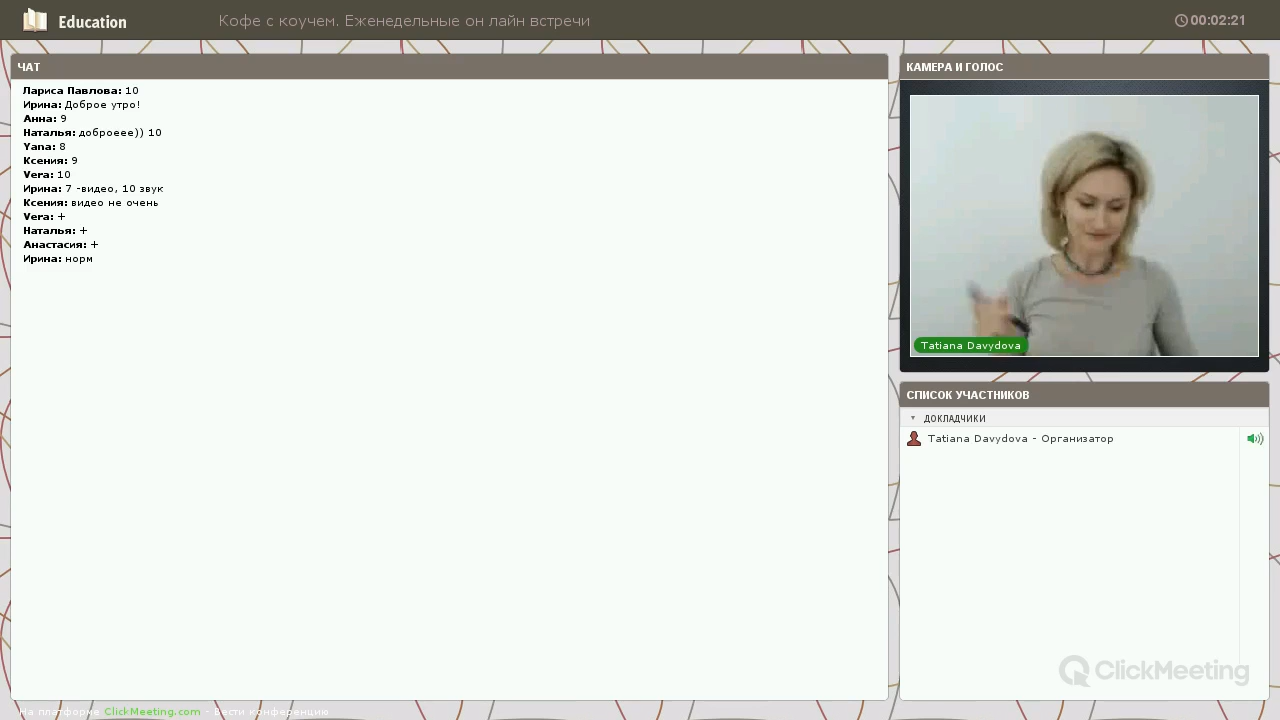 Education
Кофе с коучем. Еженедельные он лайн встречи
00:02:21
ЧАТ
Лариса Павлова: 10
Ирина: Доброе утро!
Анна: 9
Наталья: доброеее)) 10
Yana: 8
Ксения: 9
Vera: 10
Ирина: 7 -видео, 10 звук
Ксения: видео не очень
Vera: +
Наталья: +
Анастасия: +
Ирина: норм
КАМЕРА И ГОЛОС
Tatiana Davydova
СПИСОК УЧАСТНИКОВ
ДОКЛАДЧИКИ
Tatiana Davydova - Организатор
ClickMeeting
На платформе ClickMeeting.com - Вести конференцию